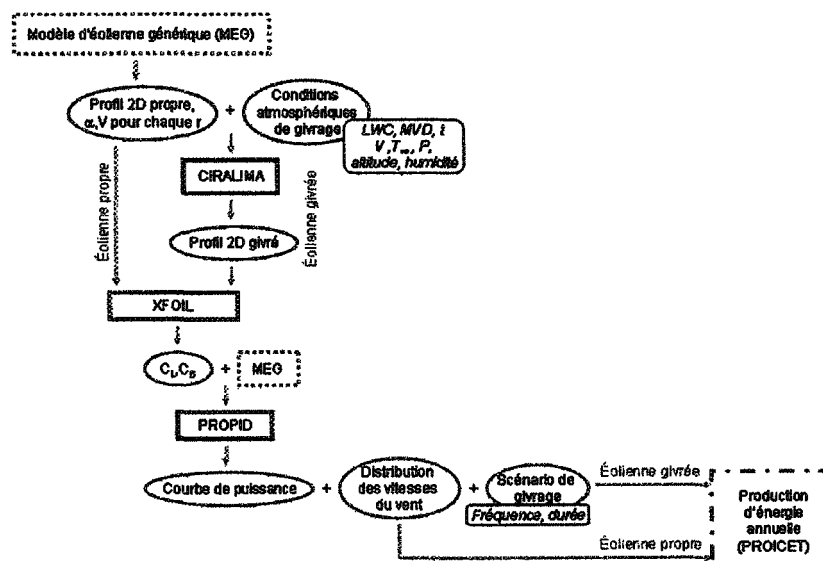 Modèle d'éolienne générique (MEG)
Profil 2D propre,
α,V pour chaque r
+
Conditions
atmosphériques
de givrage
LWC, MVD, t
V, T∞, P,
altitude, humidité
CIRALIMA
Éolienne propre
Éolienne givrée
Profil 2D givré
XFOIL
+
MEG
PROPID
Courbe de puissance
+
Distribution
des vitesses
du vent
+
Scénario de
givrage
Fréquence, durée
Éolienne givrée
Éolienne propre
Production
d'énergie
annuelle
(PROICET)